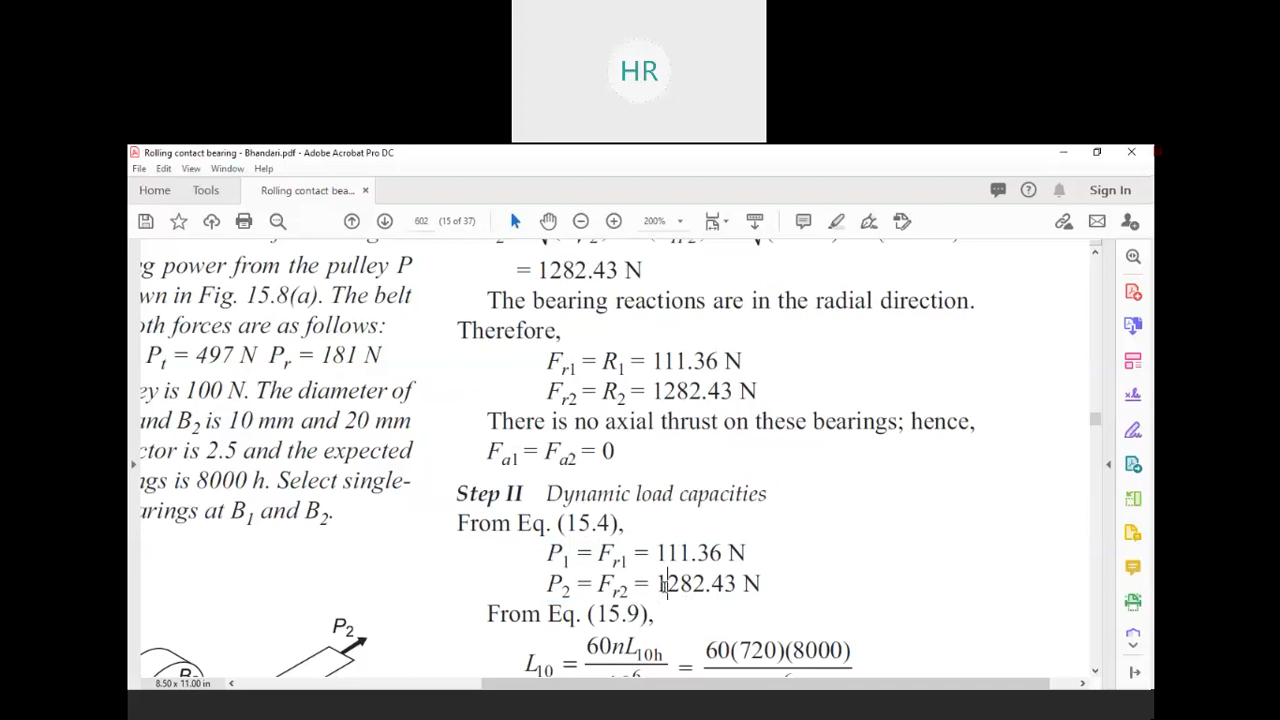 HR
Rolling contact bearing - Bhandari.pdf - Adobe Acrobat Pro DC
File Edit View Window Help
Home Tools Rolling contact bea... × Sign In
602 (15 of 37) 200%
g power from the pulley P
wn in Fig. 15.8(a). The belt
oth forces are as follows:
Pt = 497 N Pr = 181 N
ey is 100 N. The diameter of
and B2 is 10 mm and 20 mm
ctor is 2.5 and the expected
ngs is 8000 h. Select single-
arings at B1 and B2.
P2
= 1282.43 N
The bearing reactions are in the radial direction.
Therefore,
Fr1 = R1 = 111.36 N
Fr2 = R2 = 1282.43 N
There is no axial thrust on these bearings; hence,
Fa1 = Fa2 = 0
Step II Dynamic load capacities
From Eq. (15.4),
P1 = Fr1 = 111.36 N
P2 = Fr2 = 1282.43 N
From Eq. (15.9),
L10 = 60nL10h = 60(720)(8000)
8.50 x 11.00 in